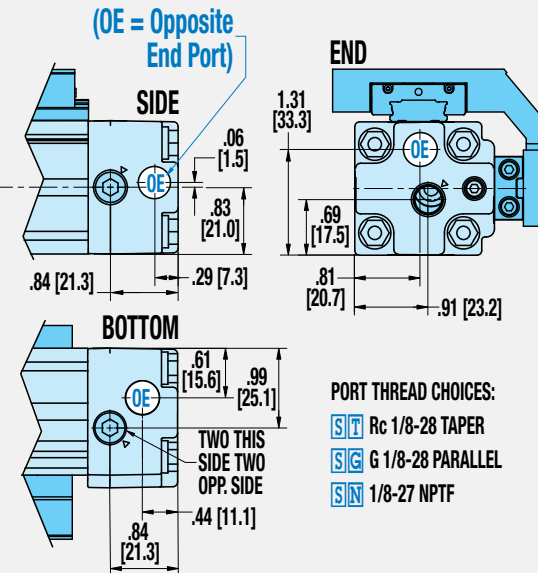 (OE = Opposite
End Port)
END
SIDE
1.31
[33.3]
.06
[1.5]
OE
OE
.83
[21.0]
.69
[17.5]
.84 [21.3]
.29 [7.3]
.81
[20.7]
.91 [23.2]
BOTTOM
.61
[15.6]
.99
[25.1]
OE
PORT THREAD CHOICES:
ST Rc 1/8-28 TAPER
SG G 1/8-28 PARALLEL
SN 1/8-27 NPTF
TWO THIS
SIDE TWO
OPP. SIDE
.44 [11.1]
.84
[21.3]